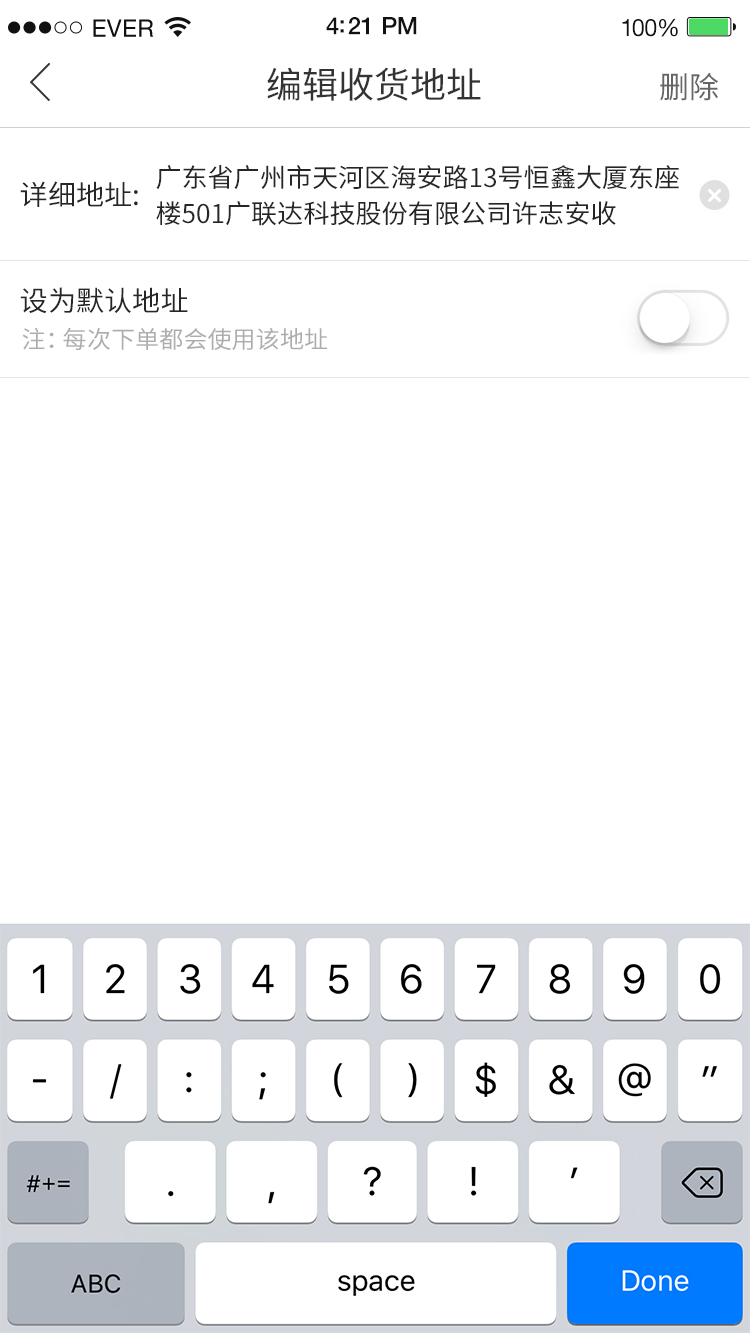 EVER 4:21 PM 100%
编辑收货地址 删除
详细地址: 广东省广州市天河区海安路13号恒鑫大厦东座
楼501广联达科技股份有限公司许志安收
设为默认地址
注: 每次下单都会使用该地址
1 2 3 4 5 6 7 8 9 0
- / : ; ( ) $ & @ ”
#+= . , ? ! ’
ABC space Done